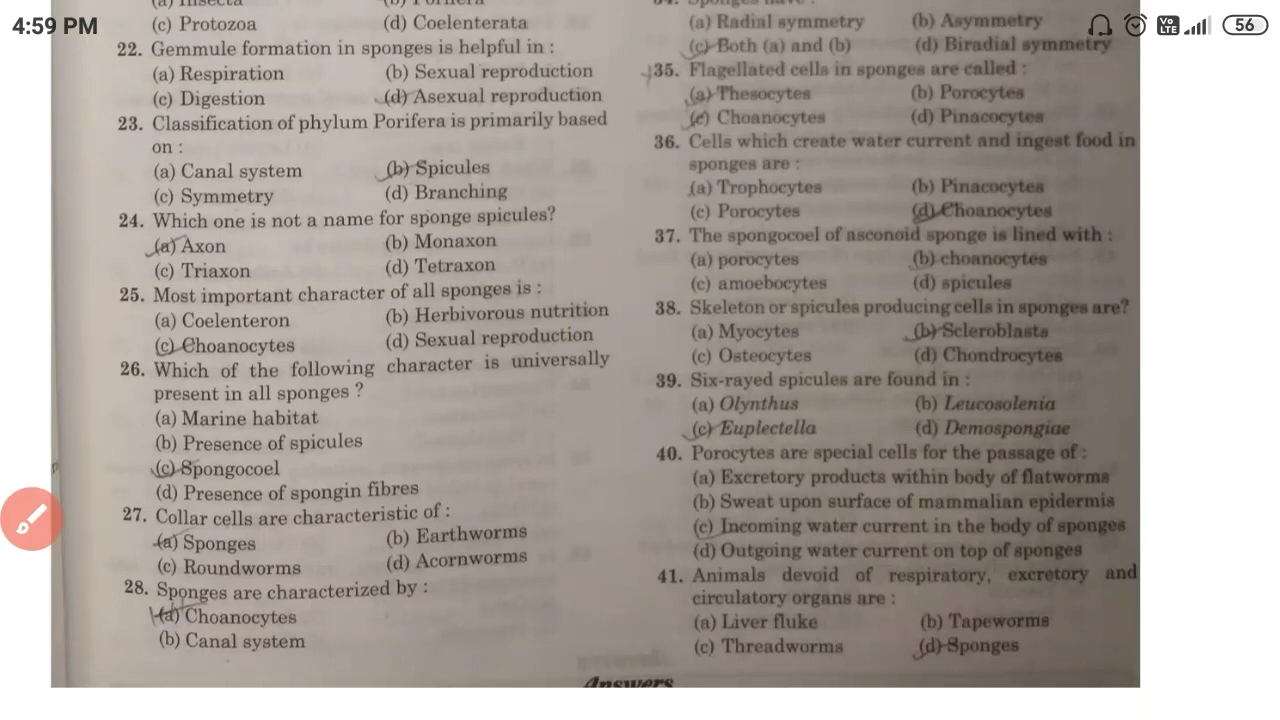 4:59 PM
56
(c) Protozoa (d) Coelenterata
22. Gemmule formation in sponges is helpful in :
(a) Respiration (b) Sexual reproduction
(c) Digestion (d) Asexual reproduction
23. Classification of phylum Porifera is primarily based
on :
(a) Canal system (b) Spicules
(c) Symmetry (d) Branching
24. Which one is not a name for sponge spicules?
(a) Axon (b) Monaxon
(c) Triaxon (d) Tetraxon
25. Most important character of all sponges is :
(a) Coelenteron (b) Herbivorous nutrition
(c) Choanocytes (d) Sexual reproduction
26. Which of the following character is universally
present in all sponges ?
(a) Marine habitat
(b) Presence of spicules
(c) Spongocoel
(d) Presence of spongin fibres
27. Collar cells are characteristic of :
(a) Sponges (b) Earthworms
(c) Roundworms (d) Acornworms
28. Sponges are characterized by :
(a) Choanocytes
(b) Canal system
(a) Radial symmetry (b) Asymmetry
(c) Both (a) and (b) (d) Biradial symmetry
35. Flagellated cells in sponges are called :
(a) Thesocytes (b) Porocytes
(c) Choanocytes (d) Pinacocytes
36. Cells which create water current and ingest food in
sponges are :
(a) Trophocytes (b) Pinacocytes
(c) Porocytes (d) Choanocytes
37. The spongocoel of asconoid sponge is lined with :
(a) porocytes (b) choanocytes
(c) amoebocytes (d) spicules
38. Skeleton or spicules producing cells in sponges are?
(a) Myocytes (b) Scleroblasts
(c) Osteocytes (d) Chondrocytes
39. Six-rayed spicules are found in :
(a) Olynthus (b) Leucosolenia
(c) Euplectella (d) Demospongiae
40. Porocytes are special cells for the passage of :
(a) Excretory products within body of flatworms
(b) Sweat upon surface of mammalian epidermis
(c) Incoming water current in the body of sponges
(d) Outgoing water current on top of sponges
41. Animals devoid of respiratory, excretory and
circulatory organs are :
(a) Liver fluke (b) Tapeworms
(c) Threadworms (d) Sponges
Answers